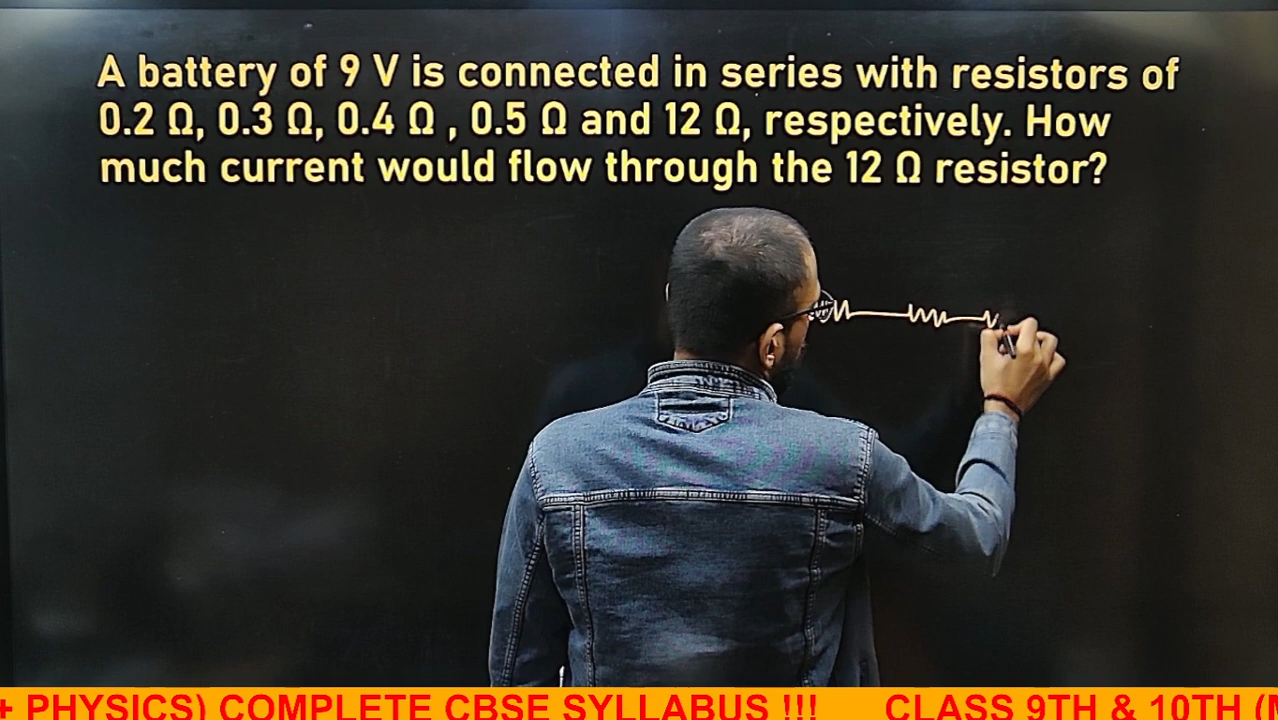 A battery of 9 V is connected in series with resistors of
0.2 Ω, 0.3 Ω, 0.4 Ω , 0.5 Ω and 12 Ω, respectively. How
much current would flow through the 12 Ω resistor?
+ PHYSICS) COMPLETE CBSE SYLLABUS !!! CLASS 9TH & 10TH (